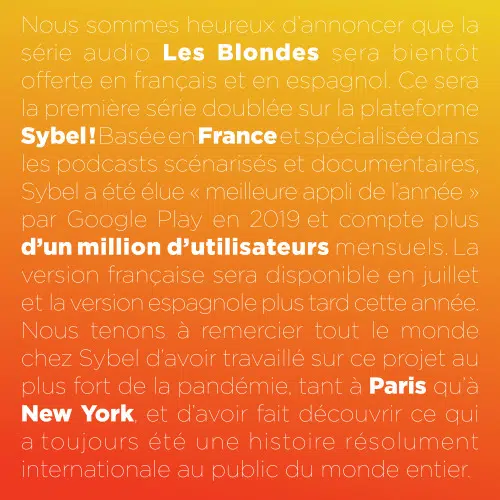 Nous sommes heureux d'annoncer que la
série audio Les Blondes sera bientôt
offerte en français et en espagnol. Ce sera
la première série doublée sur la plateforme
Sybel! Basée en France et spécialisée dans
les podcasts scénarisés et documentaires,
Sybel a été élue « meilleure appli de l'année »
par Google Play en 2019 et compte plus
d'un million d'utilisateurs mensuels. La
version française sera disponible en juillet
et la version espagnole plus tard cette année.
Nous tenons à remercier tout le monde
chez Sybel d'avoir travaillé sur ce projet au
plus fort de la pandémie, tant à Paris qu'à
New York, et d'avoir fait découvrir ce qui
a toujours été une histoire résolument
internationale au public du monde entier.